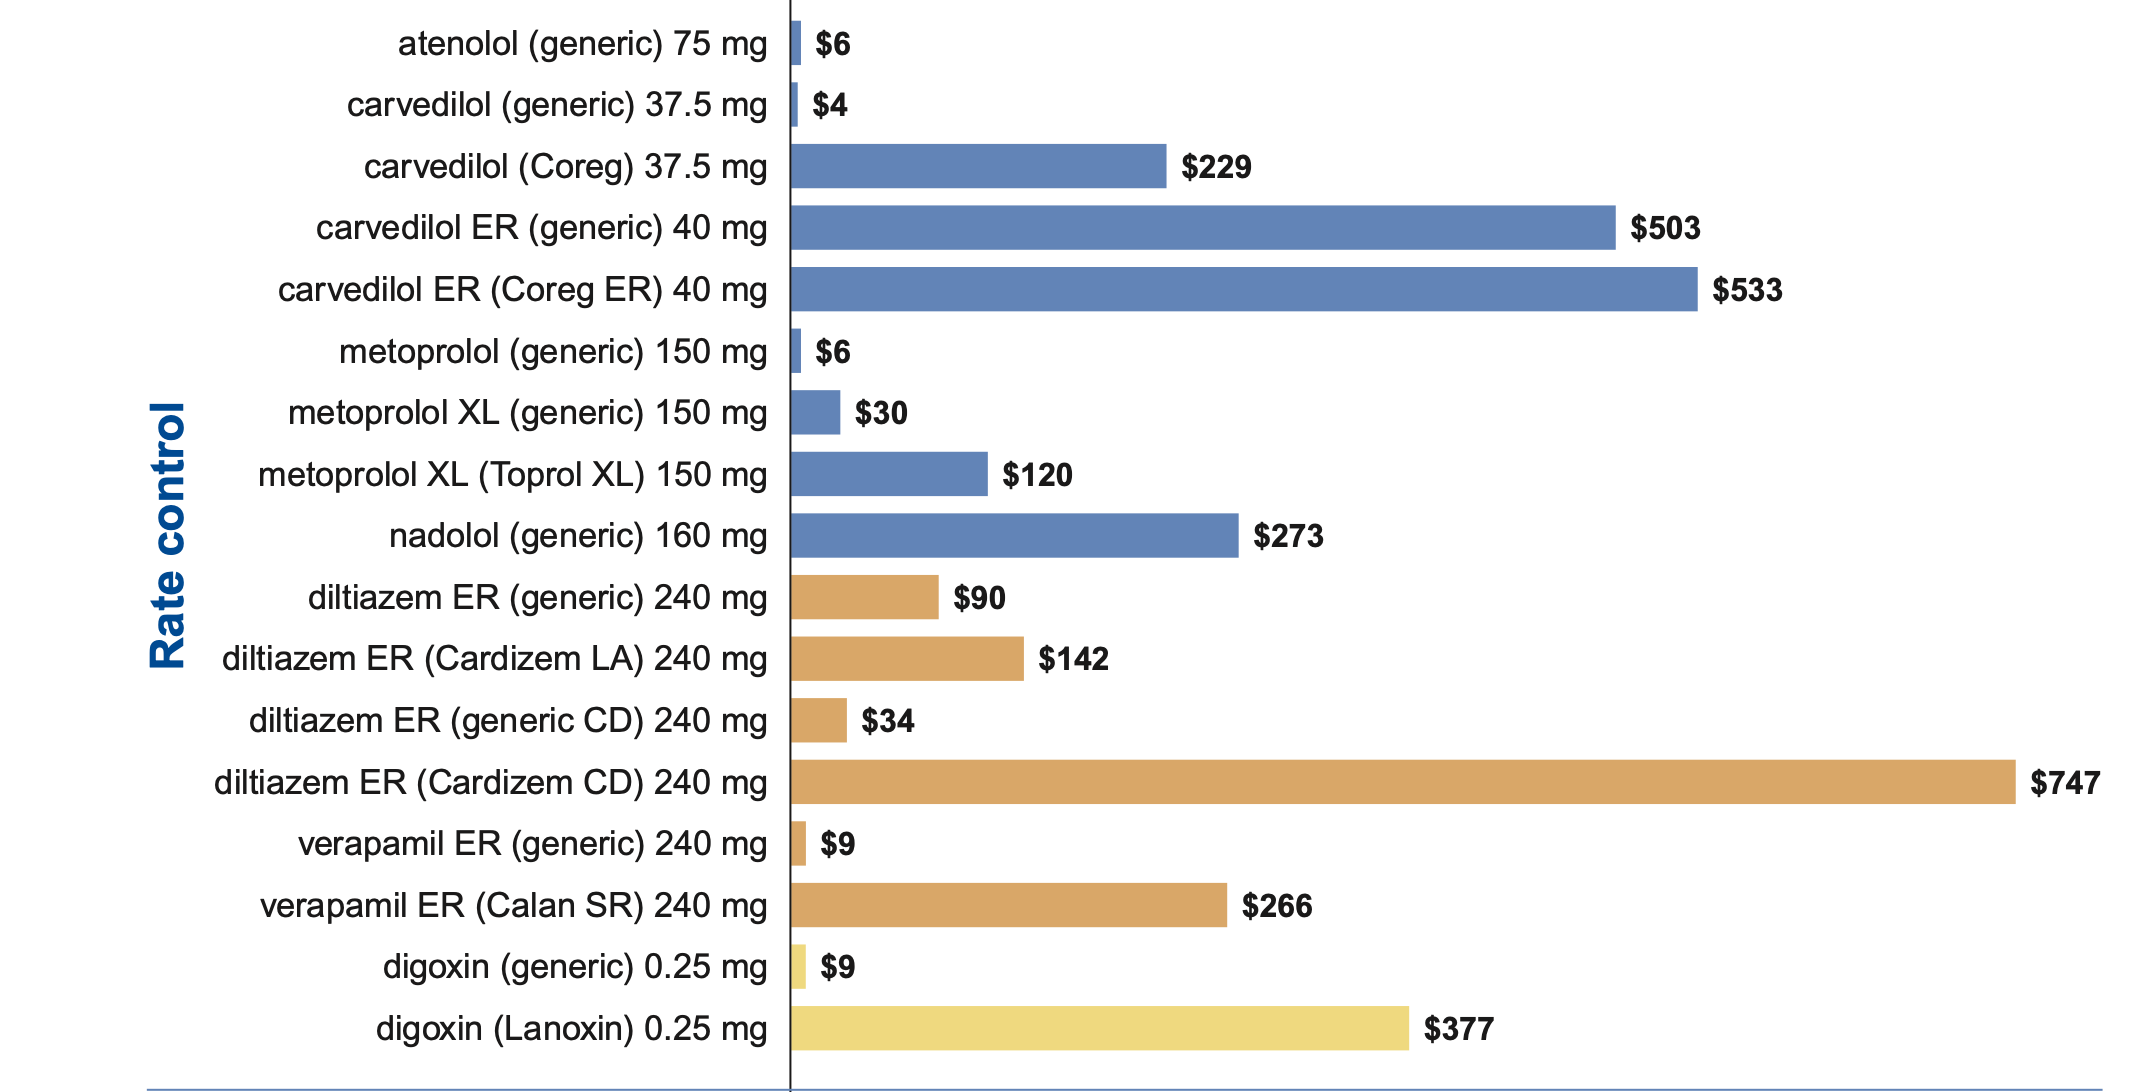 Rate control
atenolol (generic) 75 mg $6
carvedilol (generic) 37.5 mg $4
carvedilol (Coreg) 37.5 mg $229
carvedilol ER (generic) 40 mg $503
carvedilol ER (Coreg ER) 40 mg $533
metoprolol (generic) 150 mg $6
metoprolol XL (generic) 150 mg $30
metoprolol XL (Toprol XL) 150 mg $120
nadolol (generic) 160 mg $273
diltiazem ER (generic) 240 mg $90
diltiazem ER (Cardizem LA) 240 mg $142
diltiazem ER (generic CD) 240 mg $34
diltiazem ER (Cardizem CD) 240 mg $747
verapamil ER (generic) 240 mg $9
verapamil ER (Calan SR) 240 mg $266
digoxin (generic) 0.25 mg $9
digoxin (Lanoxin) 0.25 mg $377